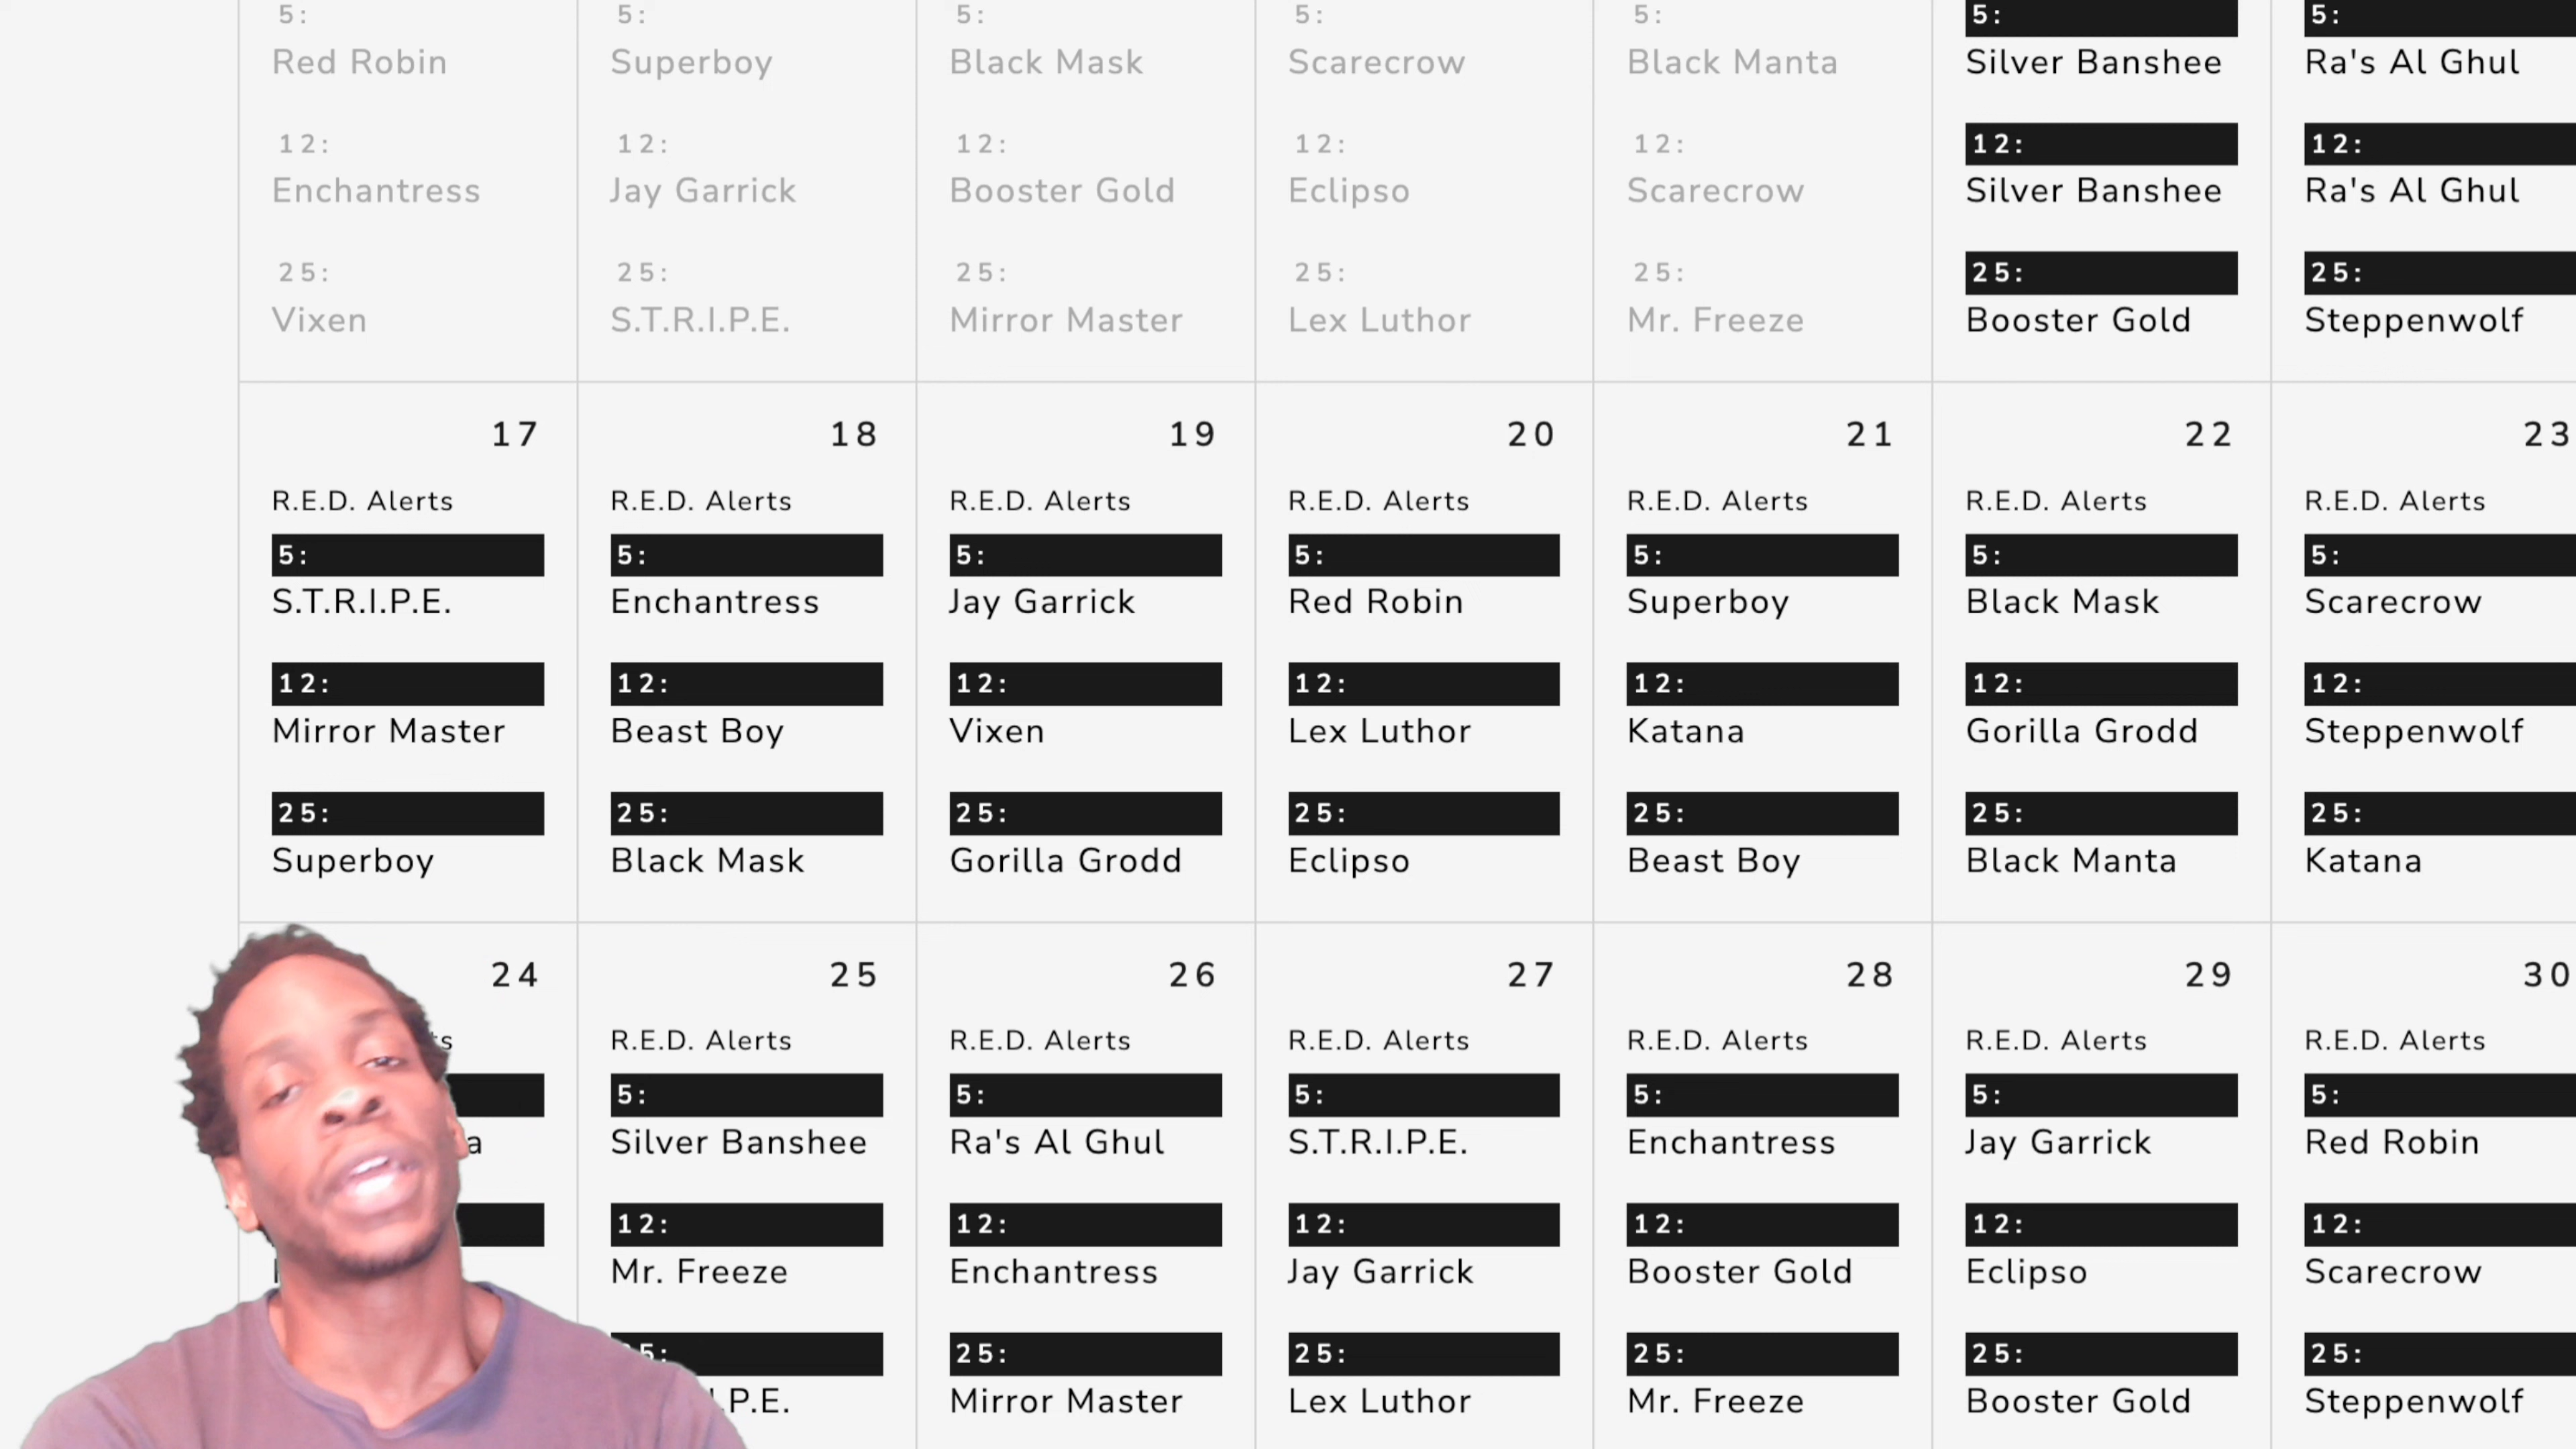 5: 5: 5: 5: 5: 5: 5:
Red Robin Superboy Black Mask Scarecrow Black Manta Silver Banshee Ra's Al Ghul
12: 12: 12: 12: 12: 12: 12:
Enchantress Jay Garrick Booster Gold Eclipso Scarecrow Silver Banshee Ra's Al Ghul
25: 25: 25: 25: 25: 25: 25:
Vixen S.T.R.I.P.E. Mirror Master Lex Luthor Mr. Freeze Booster Gold Steppenwolf
17 18 19 20 21 22 23
R.E.D. Alerts R.E.D. Alerts R.E.D. Alerts R.E.D. Alerts R.E.D. Alerts R.E.D. Alerts R.E.D. Alerts
5: 5: 5: 5: 5: 5: 5:
S.T.R.I.P.E. Enchantress Jay Garrick Red Robin Superboy Black Mask Scarecrow
12: 12: 12: 12: 12: 12: 12:
Mirror Master Beast Boy Vixen Lex Luthor Katana Gorilla Grodd Steppenwolf
25: 25: 25: 25: 25: 25: 25:
Superboy Black Mask Gorilla Grodd Eclipso Beast Boy Black Manta Katana
24 25 26 27 28 29 30
R.E.D. Alerts R.E.D. Alerts R.E.D. Alerts R.E.D. Alerts R.E.D. Alerts R.E.D. Alerts
5: 5: 5: 5: 5: 5:
Silver Banshee Ra's Al Ghul S.T.R.I.P.E. Enchantress Jay Garrick Red Robin
12: 12: 12: 12: 12: 12:
Mr. Freeze Enchantress Jay Garrick Booster Gold Eclipso Scarecrow
25: 25: 25: 25: 25:
Mirror Master Lex Luthor Mr. Freeze Booster Gold Steppenwolf